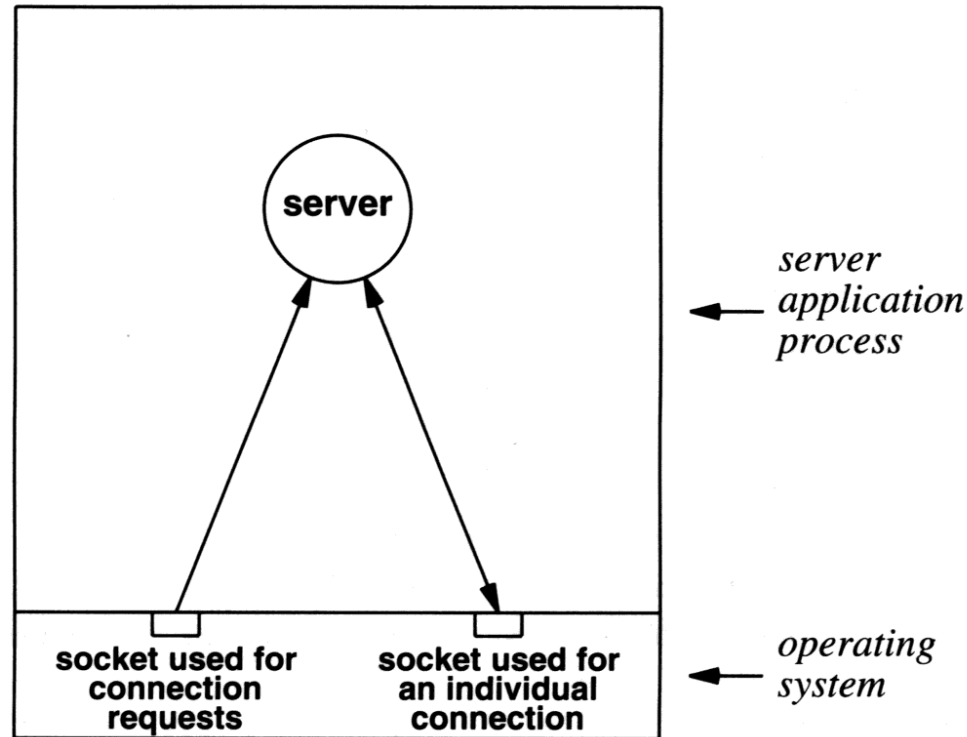 server
server
application
process
socket used for
connection
requests
socket used for
an individual
connection
operating
system